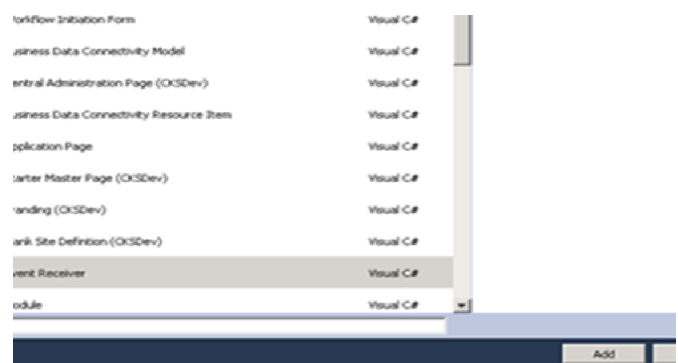 orkflow Initiation Form Visual C#
usiness Data Connectivity Model Visual C#
entral Administration Page (CKSDev) Visual C#
usiness Data Connectivity Resource Item Visual C#
pplication Page Visual C#
tarter Master Page (CKSDev) Visual C#
randing (CKSDev) Visual C#
lank Site Definition (CKSDev) Visual C#
vent Receiver Visual C#
odule Visual C#
Add